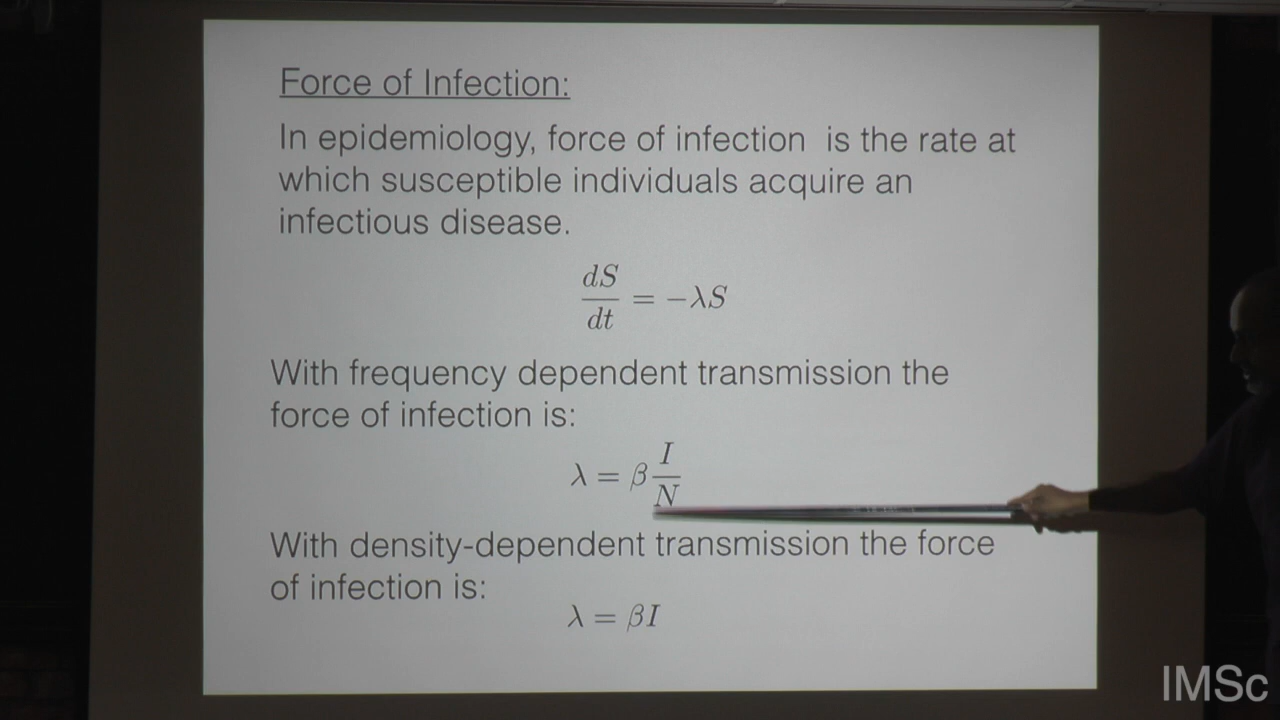 Force of Infection:
In epidemiology, force of infection is the rate at
which susceptible individuals acquire an
infectious disease.
dS/dt = −λS
With frequency dependent transmission the
force of infection is:
λ = β I/N
With density-dependent transmission the force
of infection is:
λ = βI
IMSc